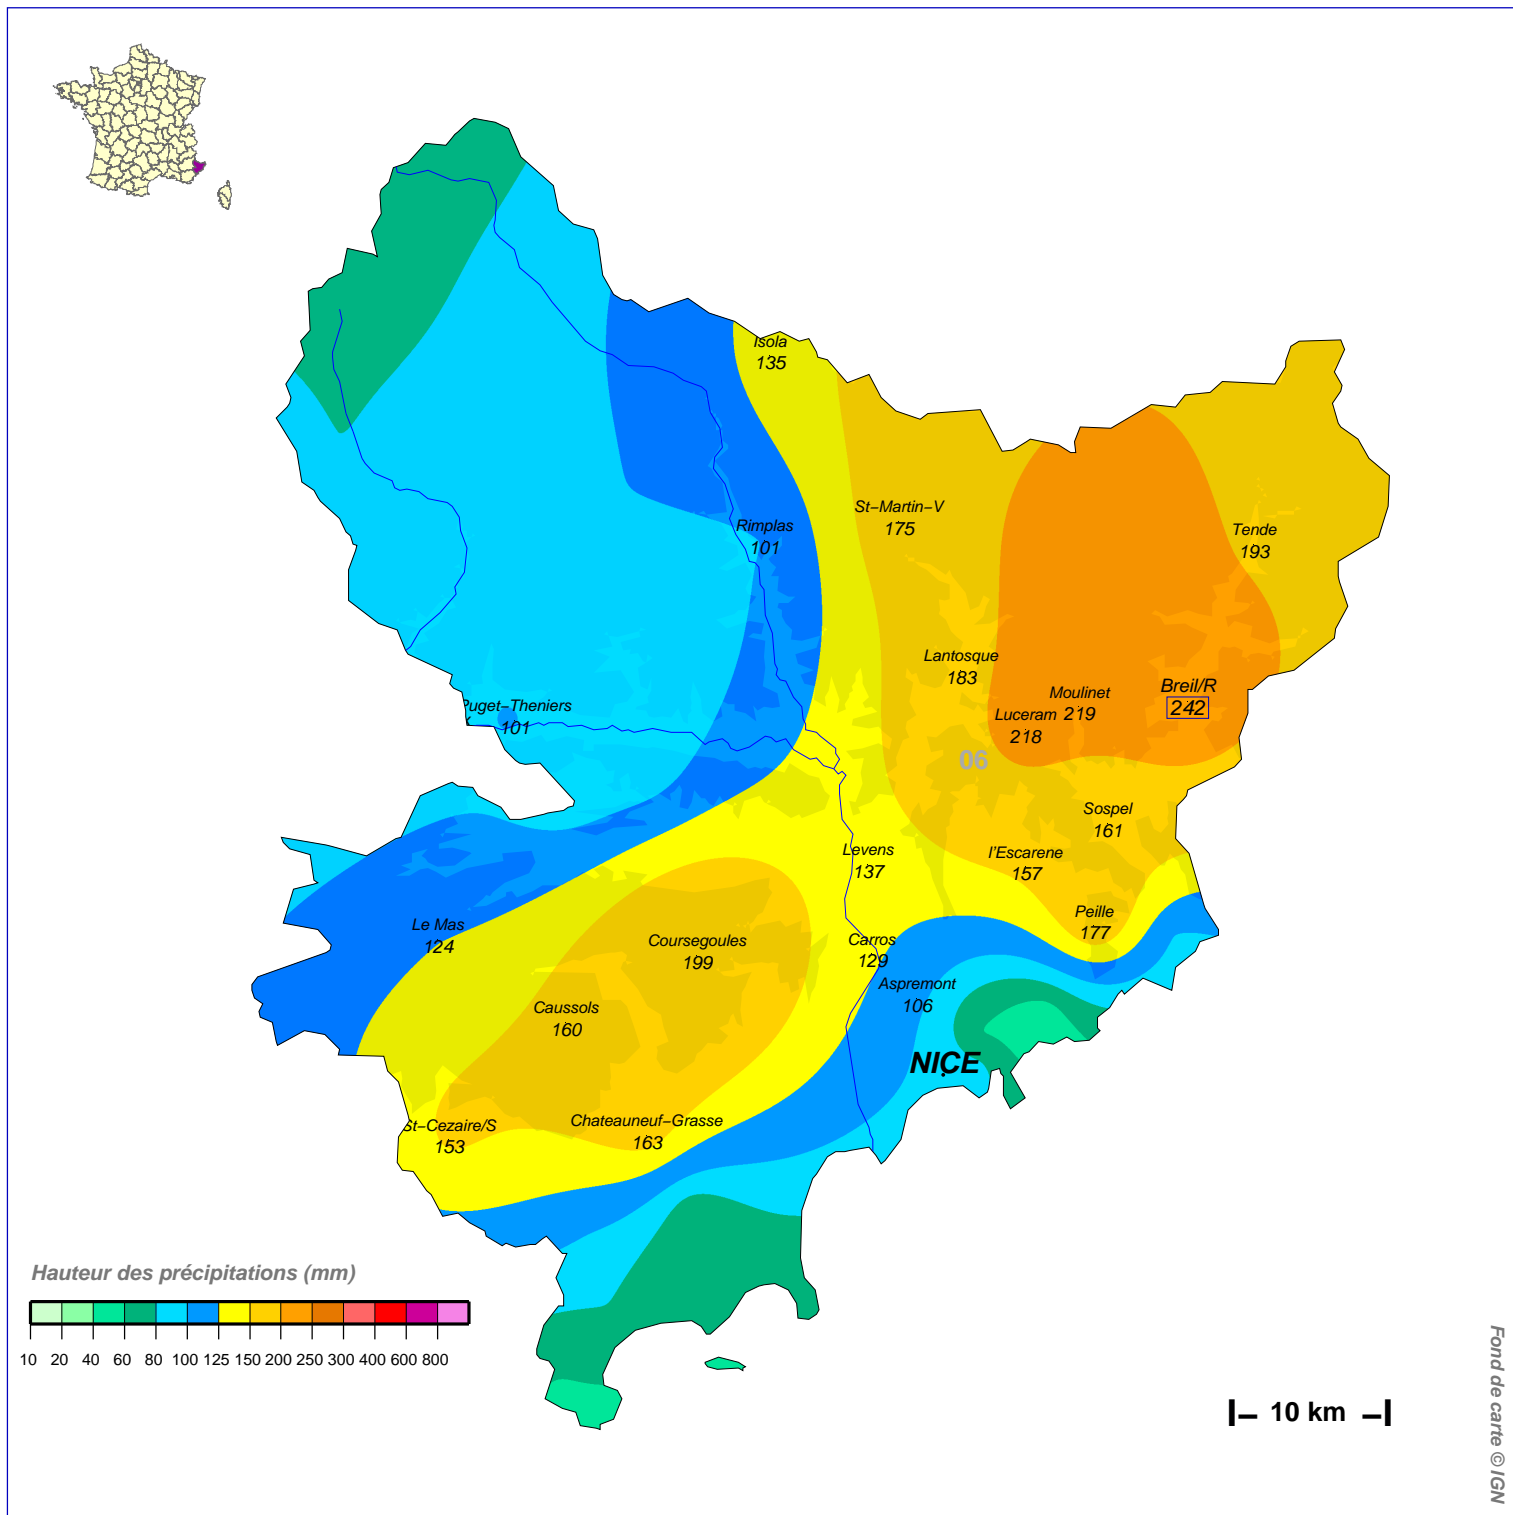 Isola
135
St-Martin-V
175
Rimplas
101
Tende
193
Lantosque
183
Moulinet
219
Breil/R
242
Puget-Theniers
101
Luceram
218
06
Sospel
161
Levens
137
l'Escarene
157
Le Mas
124
Coursegoules
199
Carros
129
Peille
177
Aspremont
106
Caussols
160
NICE
St-Cezaire/S
153
Chateauneuf-Grasse
163
Hauteur des précipitations (mm)
10 20 40 60 80 100 125 150 200 250 300 400 600 800
10 km
Fond de carte © IGN